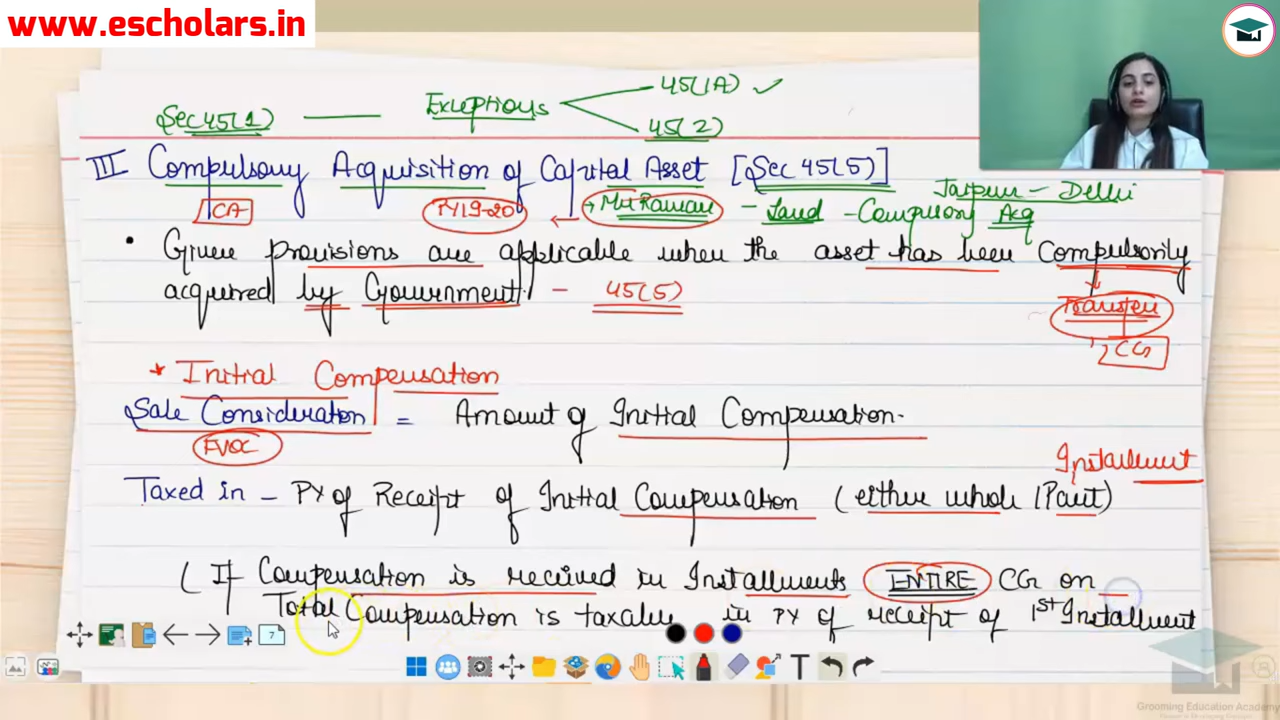 www.escholars.in
Sec 45(1) — Exceptions
45(1A) ✓
45(2)
III Compulsory Acquisition of Capital Asset [Sec 45(5)]
Jaipur - Delhi
CA PY19-20 ← → Mr. Raman - Land - Compulsory Acq
• Given provisions are applicable when the asset has been Compulsorily
acquired by Government. - 45(5)
Transfer
CG
* Initial Compensation
Sale Consideration = Amount of Initial Compensation.
FVOC
Installment
Taxed in - PY of Receipt of Initial Compensation (either whole / Part)
( If Compensation is received in Installments ENTIRE CG on
Total Compensation is taxable in PY of receipt of 1st Installment
7
T
Grooming Education Academy